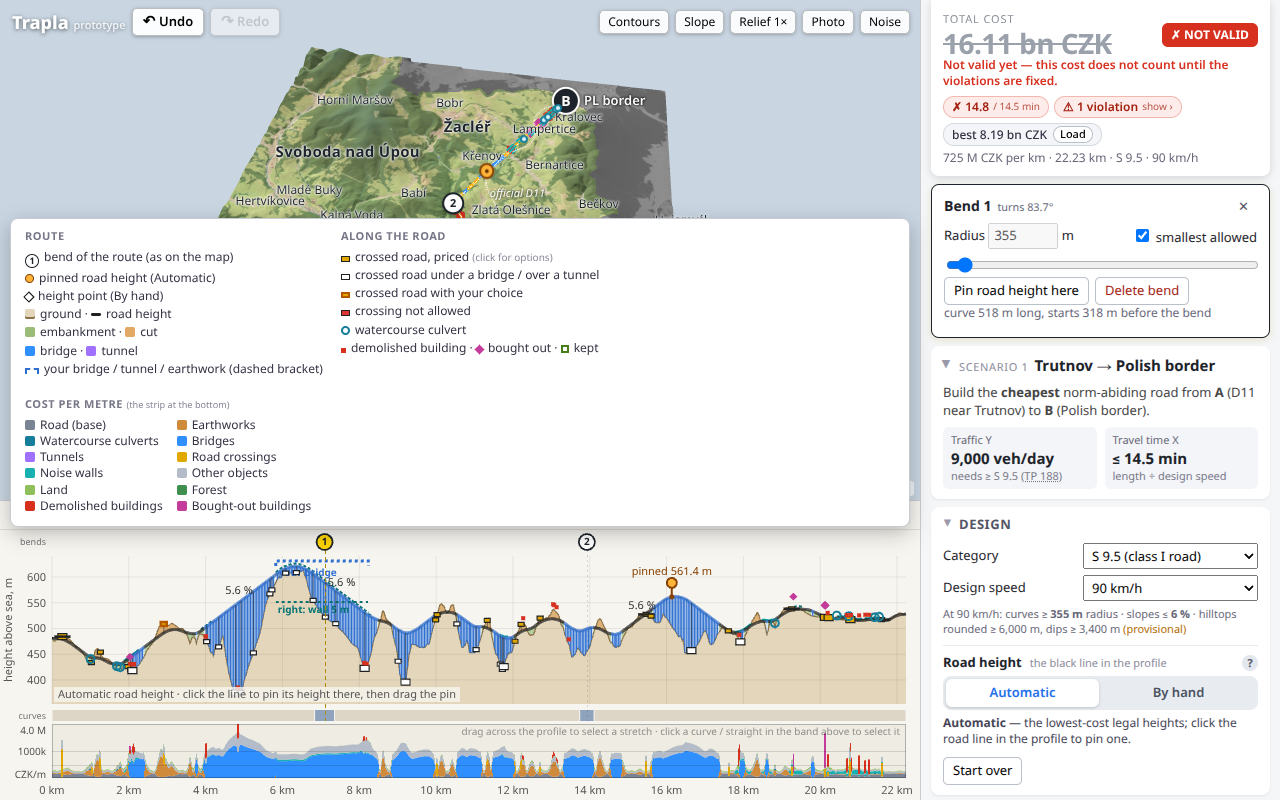 Trapla prototype
↶ Undo
↷ Redo
Contours
Slope
Relief 1×
Photo
Noise
Horní Maršov
Bobr
B
PL border
Královec
Žacléř
Lampertice
Svoboda nad Úpou
Křenov
Bernartice
Mladé Buky
Babí
official D11
Hertvíkovice
2
Zlatá Olešnice
Bečkov
Kalná Voda
ROUTE
1 bend of the route (as on the map)
pinned road height (Automatic)
height point (By hand)
ground · road height
embankment · cut
bridge · tunnel
your bridge / tunnel / earthwork (dashed bracket)
ALONG THE ROAD
crossed road, priced (click for options)
crossed road under a bridge / over a tunnel
crossed road with your choice
crossing not allowed
watercourse culvert
demolished building · bought out · kept
COST PER METRE (the strip at the bottom)
Road (base)
Earthworks
Watercourse culverts
Bridges
Tunnels
Road crossings
Noise walls
Other objects
Land
Forest
Demolished buildings
Bought-out buildings
bends
1
2
height above sea, m
600
550
500
450
400
5.6 %
bridge
5.6 %
right: wall 5 m
5.6 %
pinned 561.4 m
Automatic road height · click the line to pin its height there, then drag the pin
curves
4.0 M
1000k
CZK/m
drag across the profile to select a stretch · click a curve / straight in the band above to select it
0 km
2 km
4 km
6 km
8 km
10 km
12 km
14 km
16 km
18 km
20 km
22 km
TOTAL COST
16.11 bn CZK
✗ NOT VALID
Not valid yet — this cost does not count until the
violations are fixed.
✗ 14.8 / 14.5 min
⚠ 1 violation show ›
best 8.19 bn CZK Load
725 M CZK per km · 22.23 km · S 9.5 · 90 km/h
Bend 1 turns 83.7°
✕
Radius 355 m
smallest allowed
Pin road height here
Delete bend
curve 518 m long, starts 318 m before the bend
▼ SCENARIO 1 Trutnov → Polish border
Build the cheapest norm-abiding road from A (D11
near Trutnov) to B (Polish border).
Traffic Y
9,000 veh/day
needs ≥ S 9.5 (TP 188)
Travel time X
≤ 14.5 min
length ÷ design speed
▼ DESIGN
Category
S 9.5 (class I road)
Design speed
90 km/h
At 90 km/h: curves ≥ 355 m radius · slopes ≤ 6 % · hilltops
rounded ≥ 6,000 m, dips ≥ 3,400 m (provisional)
Road height the black line in the profile
?
Automatic
By hand
Automatic — the lowest-cost legal heights; click the
road line in the profile to pin one.
Start over